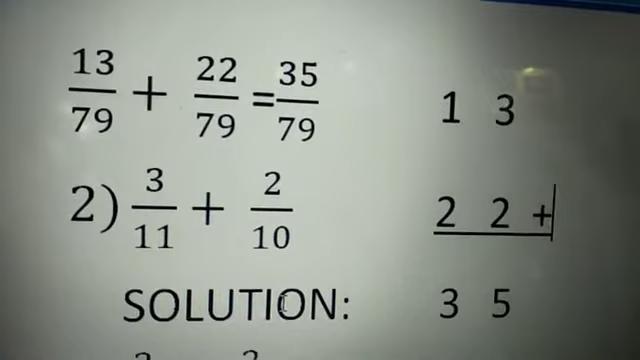 13/79 + 22/79 = 35/79
2) 3/11 + 2/10
SOLUTION:
1 3
2 2 +
3 5